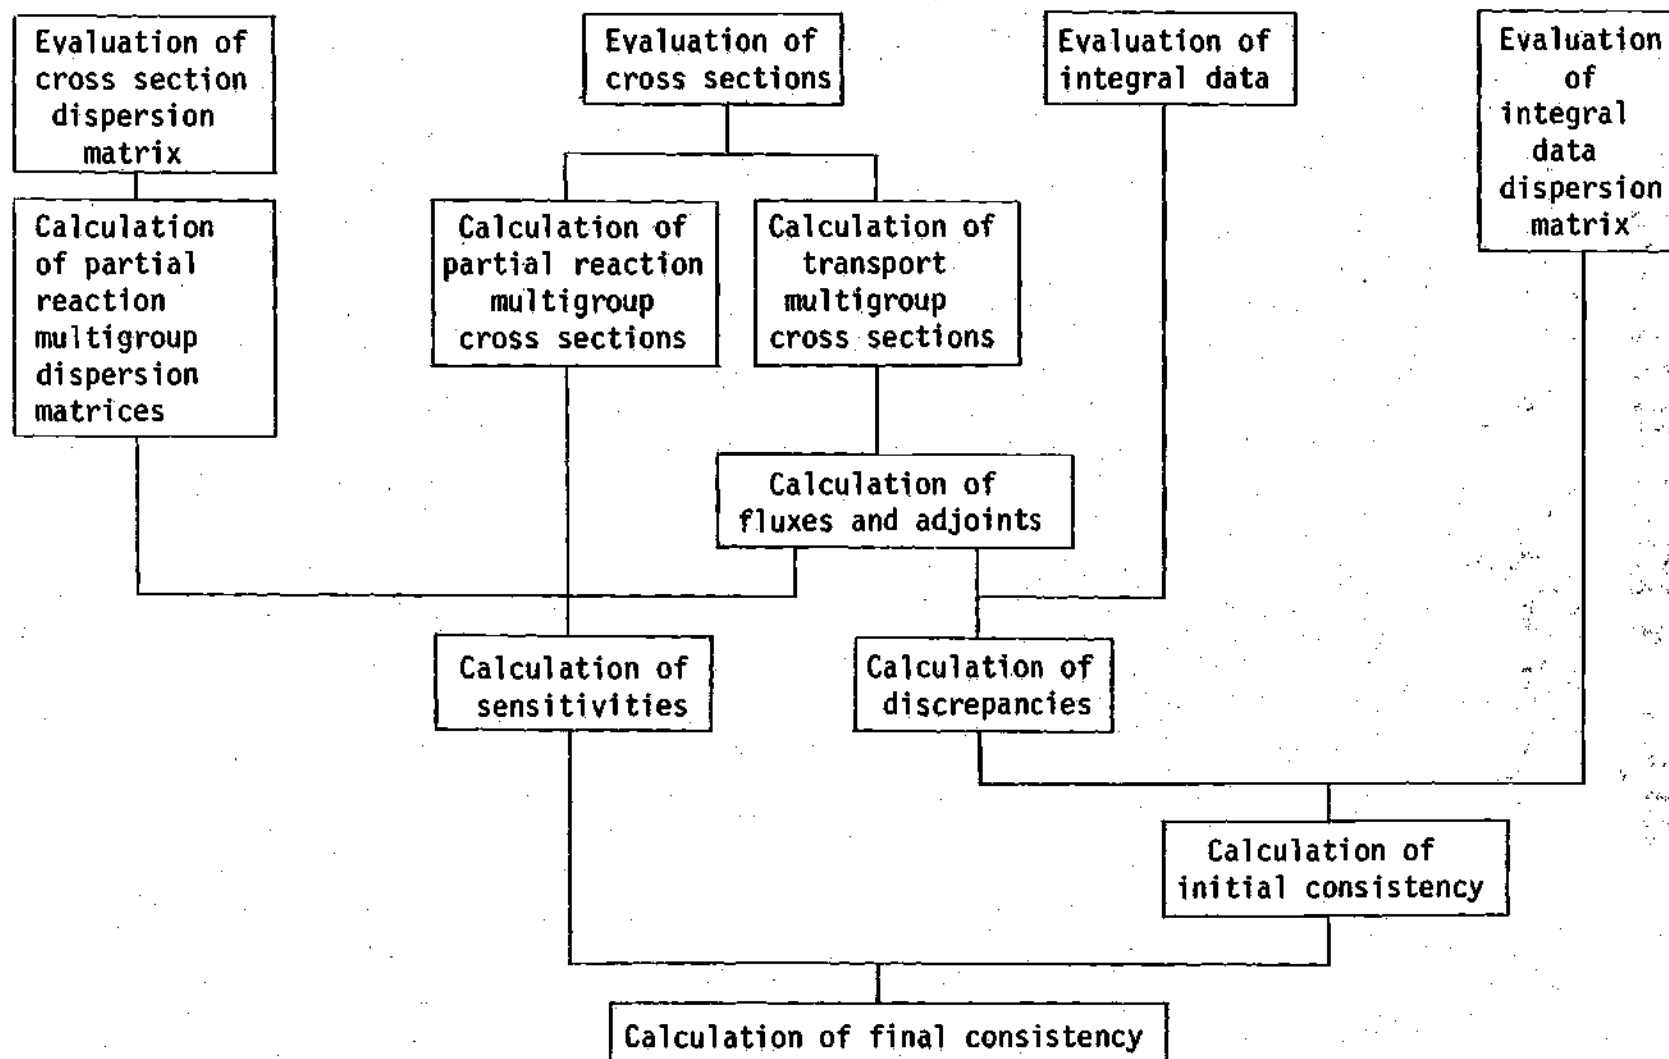 Evaluation of
cross section
dispersion
matrix
Evaluation of
cross sections
Evaluation of
integral data
Evaluation
of
integral
data
dispersion
matrix
Calculation
of partial
reaction
multigroup
dispersion
matrices
Calculation of
partial reaction
multigroup
cross sections
Calculation of
transport
multigroup
cross sections
Calculation of
fluxes and adjoints
Calculation of
sensitivities
Calculation of
discrepancies
Calculation of
initial consistency
Calculation of final consistency